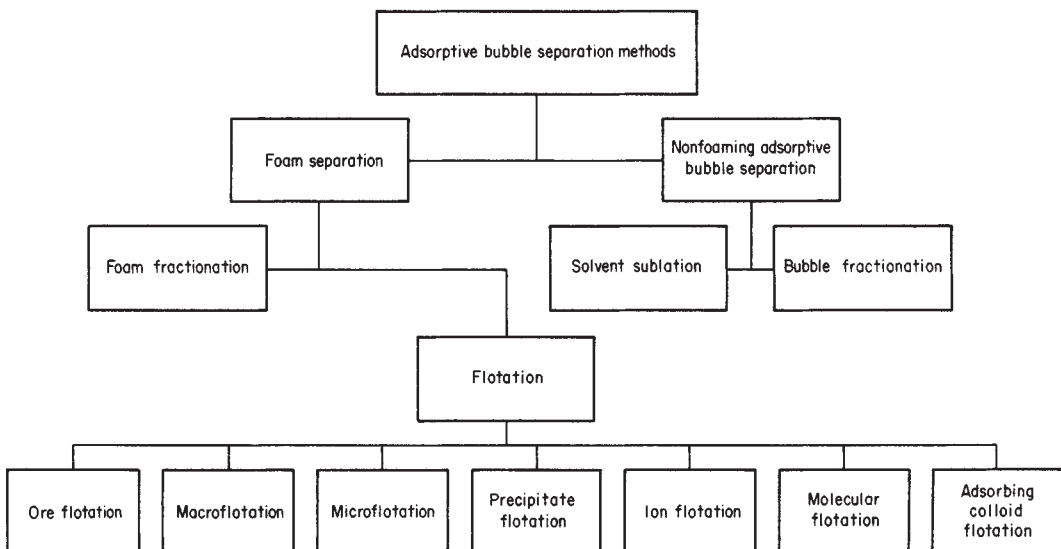 Adsorptive bubble separation methods
Foam separation
Nonfoaming adsorptive
bubble separation
Foam fractionation
Solvent sublation
Bubble fractionation
Flotation
Ore flotation
Macroflotation
Microflotation
Precipitate
flotation
Ion flotation
Molecular
flotation
Adsorbing
colloid
flotation